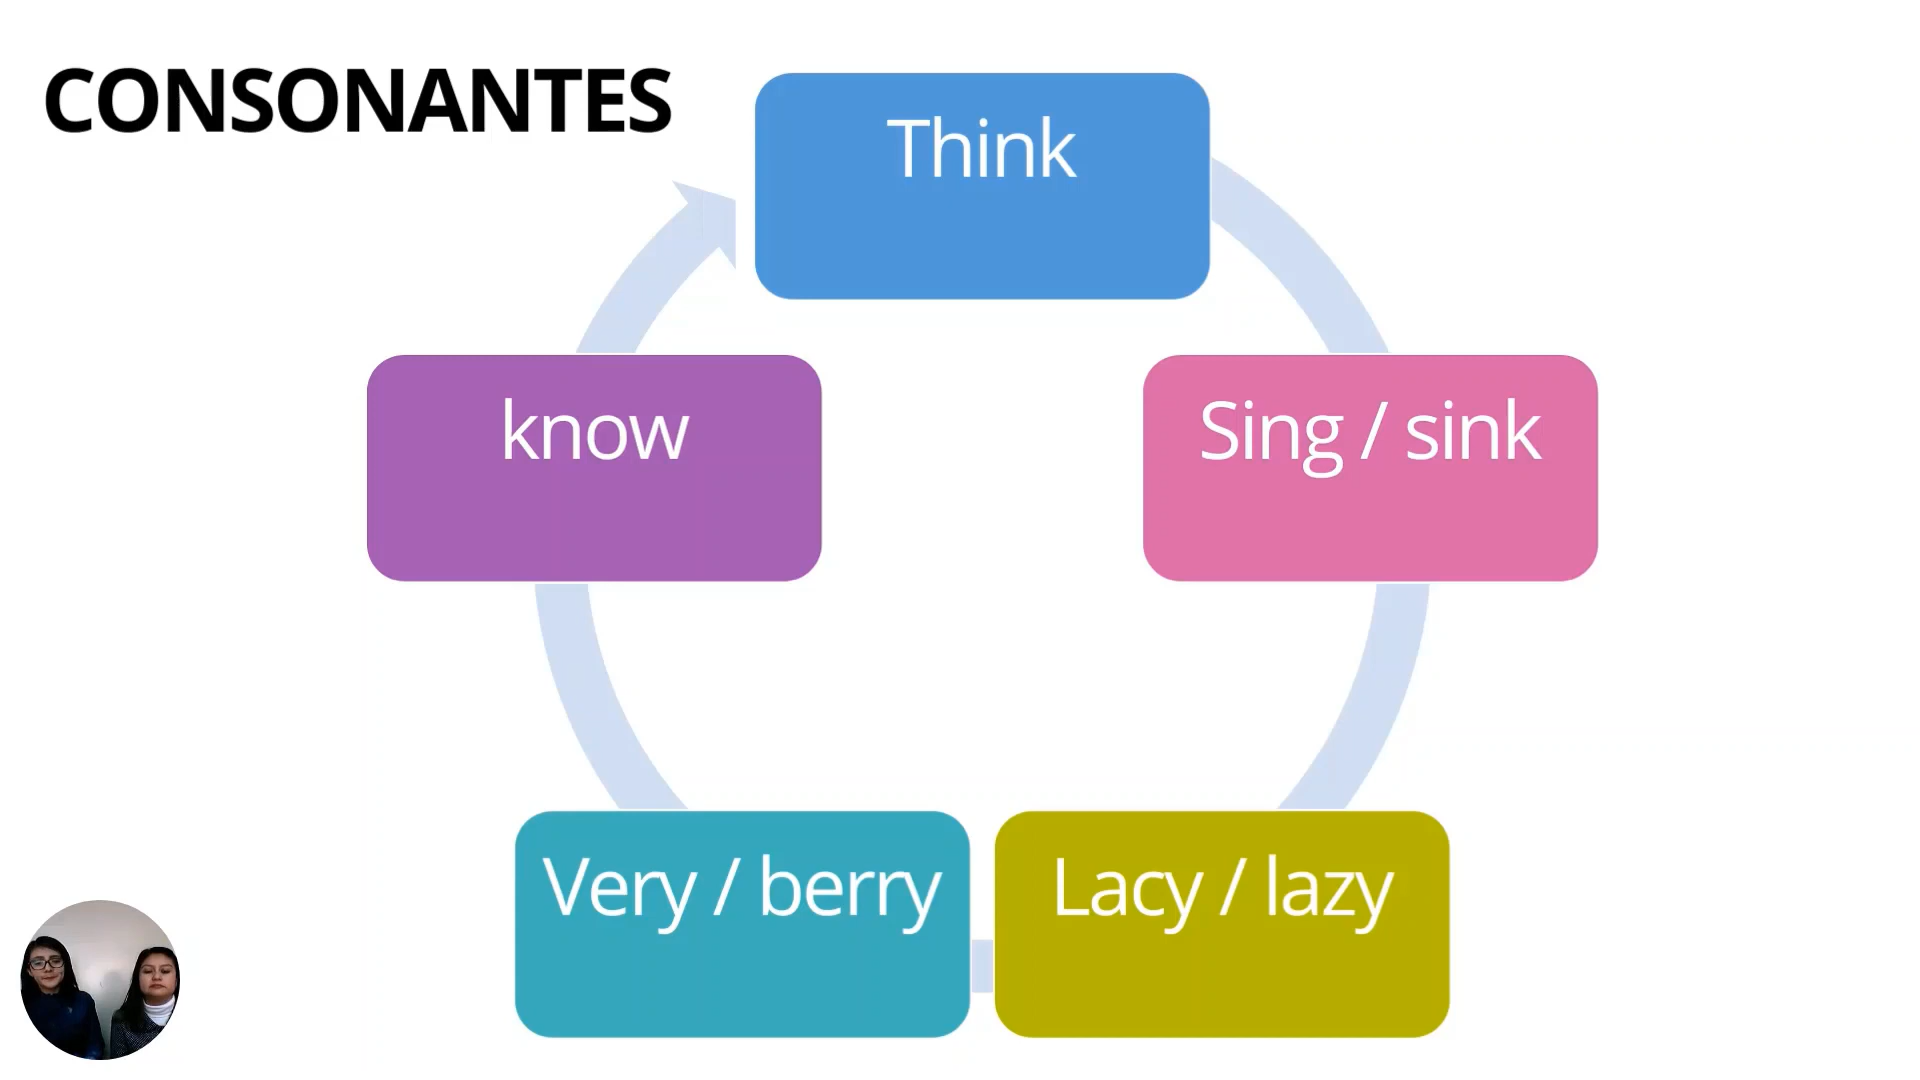 CONSONANTES
Think
Sing / sink
Lacy / lazy
Very / berry
know